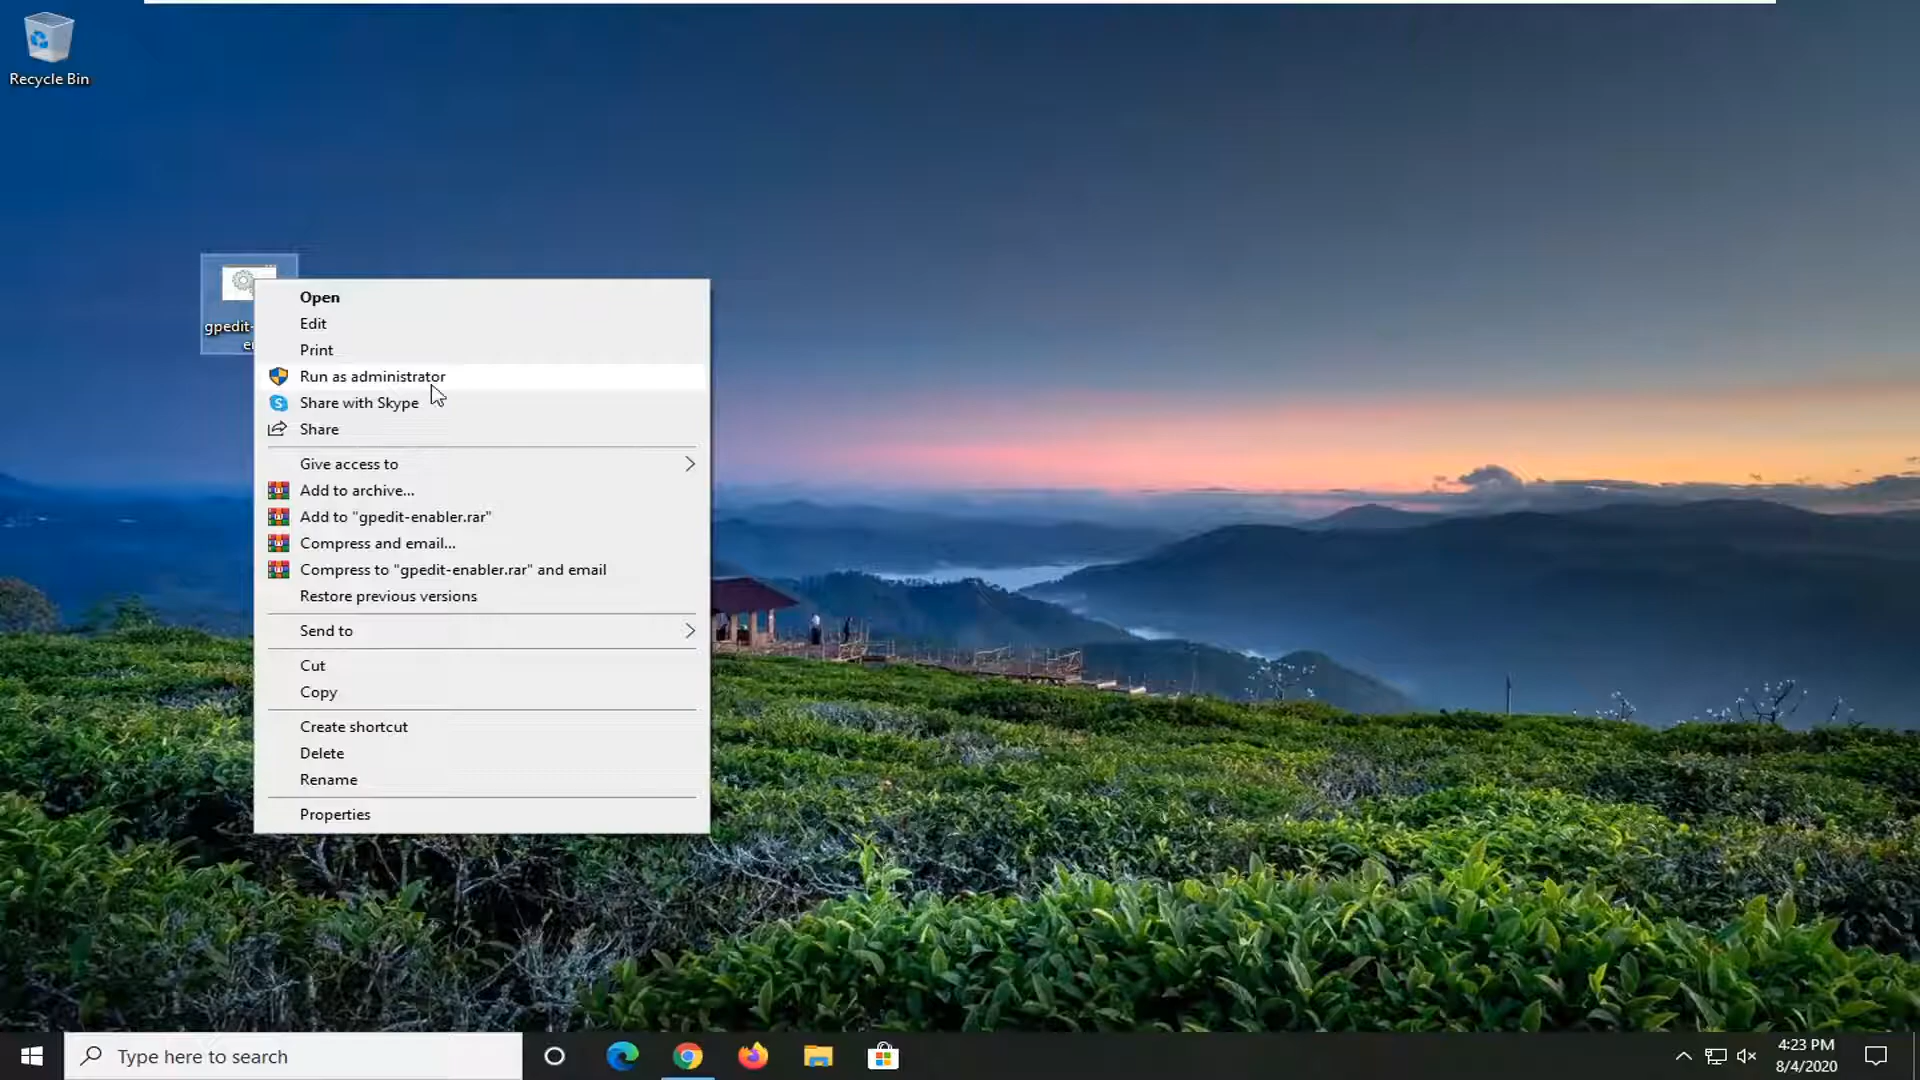 Recycle Bin
gpedit-
Open
Edit
Print
Run as administrator
Share with Skype
Share
Give access to
Add to archive...
Add to "gpedit-enabler.rar"
Compress and email...
Compress to "gpedit-enabler.rar" and email
Restore previous versions
Send to
Cut
Copy
Create shortcut
Delete
Rename
Properties
Type here to search
4:23 PM
8/4/2020